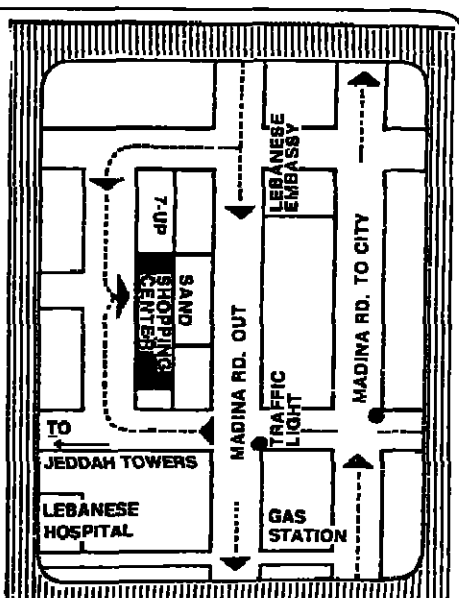 LEBANESE
EMBASSY
7-UP
SHOPPING
CENTER
SAND
MADINA RD. OUT
MADINA RD. TO CITY
TRAFFIC
LIGHT
TO
JEDDAH TOWERS
LEBANESE
HOSPITAL
GAS
STATION